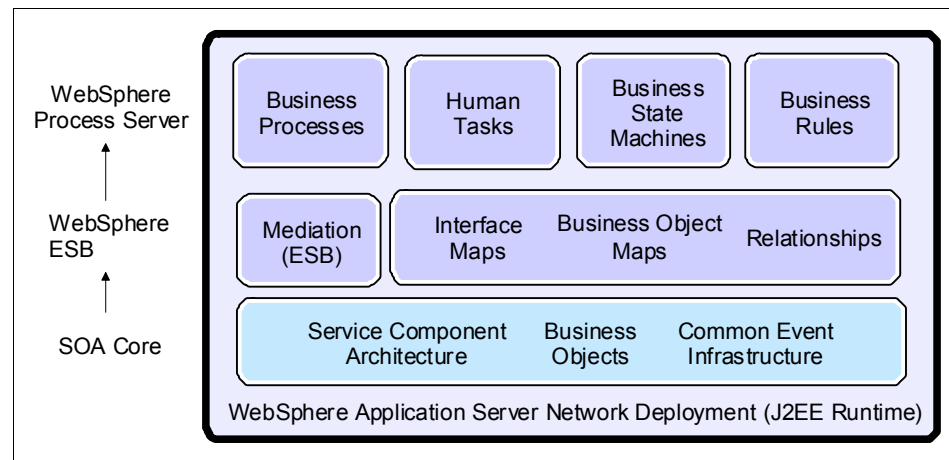 WebSphere
Process Server
Business
Processes
Human
Tasks
Business
State
Machines
Business
Rules
WebSphere
ESB
Mediation
(ESB)
Interface
Maps
Business Object
Maps
Relationships
SOA Core
Service Component
Architecture
Business
Objects
Common Event
Infrastructure
WebSphere Application Server Network Deployment (J2EE Runtime)